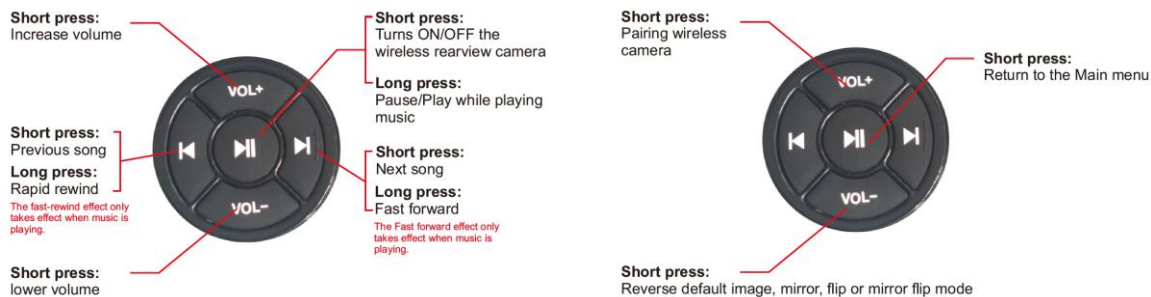 Short press:
Increase volume
Short press:
Turns ON/OFF the
wireless rearview camera
Long press:
Pause/Play while playing
music
VOL+
Short press:
Previous song
Long press:
Rapid rewind
The fast-rewind effect only
takes effect when music is
playing.
Short press:
Next song
Long press:
Fast forward
The Fast forward effect only
takes effect when music is
playing.
VOL–
Short press:
lower volume
Short press:
Pairing wireless
camera
Short press:
Return to the Main menu
VOL+
VOL–
Short press:
Reverse default image, mirror, flip or mirror flip mode